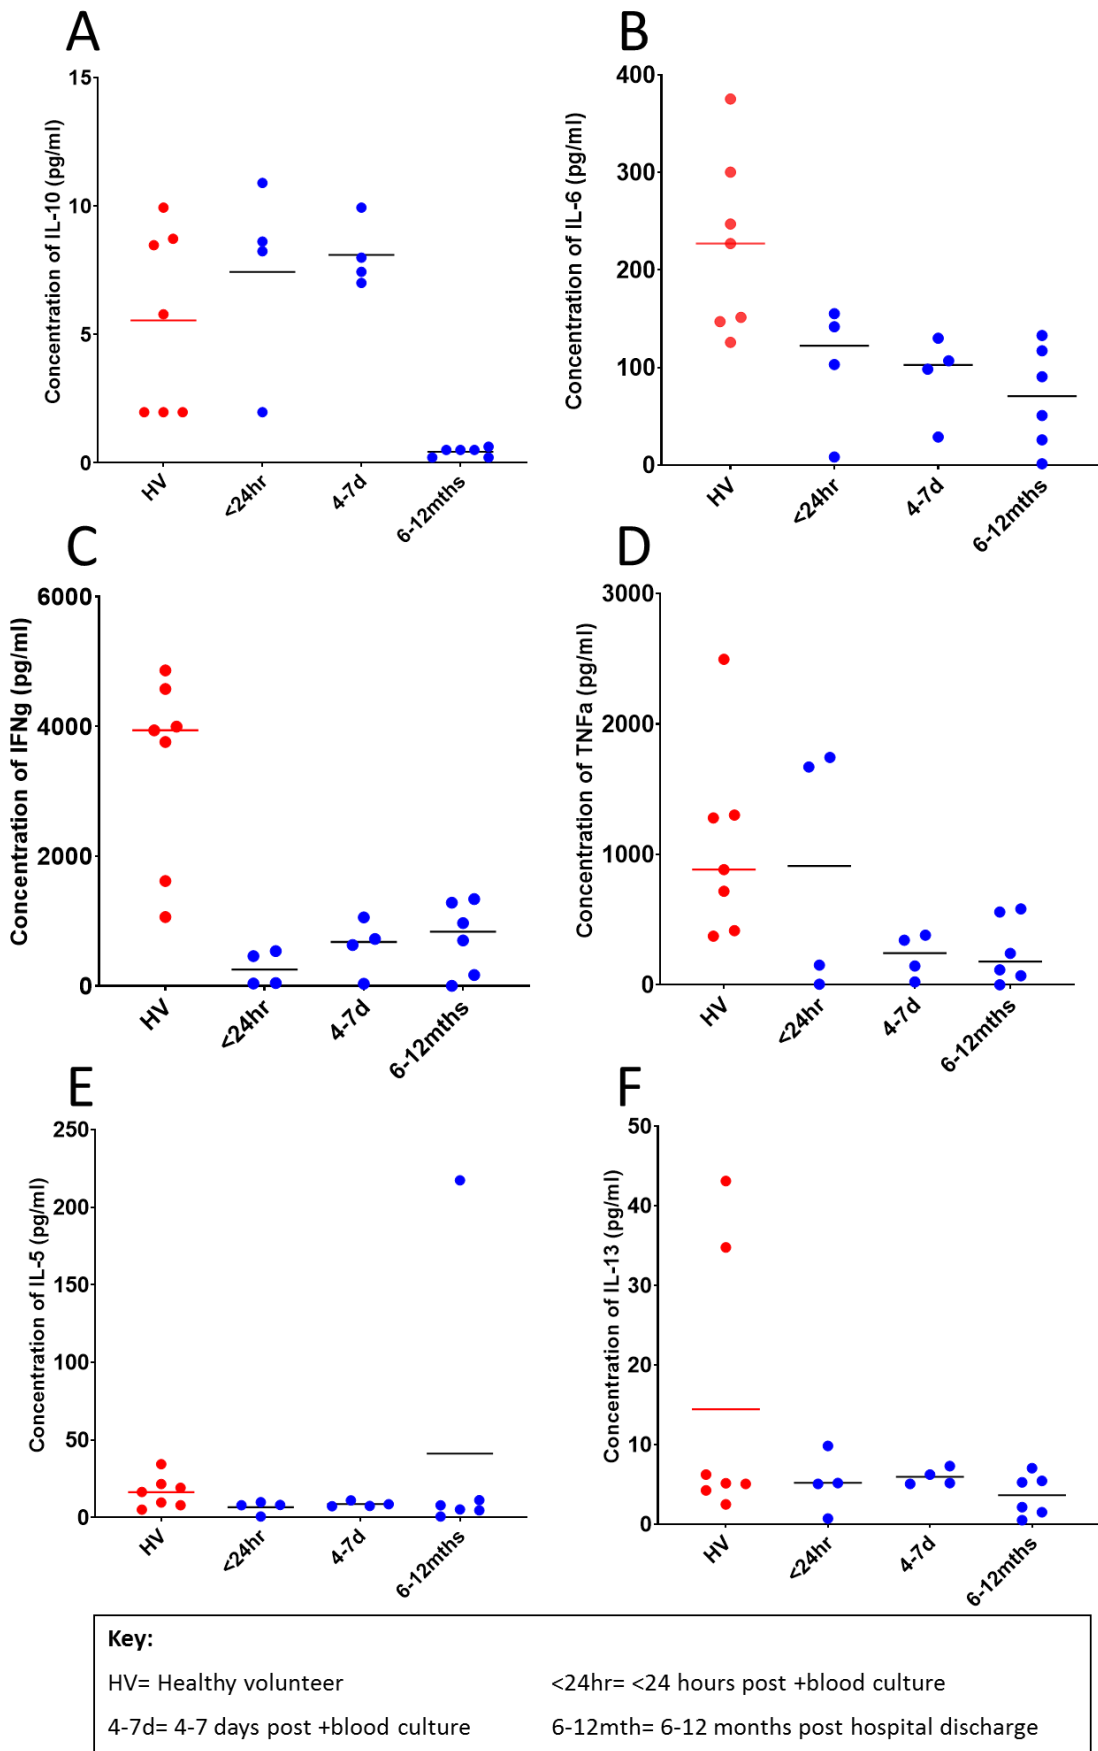 A
Concentration of IL-10 (pg/ml)
15
10
5
0
HV
<24hr
4-7d
6-12mths
B
Concentration of IL-6 (pg/ml)
400
300
200
100
0
HV
<24hr
4-7d
6-12mths
C
Concentration of IFNg (pg/ml)
6000
4000
2000
0
HV
<24hr
4-7d
6-12mths
D
Concentration of TNFa (pg/ml)
3000
2000
1000
0
HV
<24hr
4-7d
6-12mths
E
Concentration of IL-5 (pg/ml)
250
200
150
100
50
0
HV
<24hr
4-7d
6-12mths
F
Concentration of IL-13 (pg/ml)
50
40
30
20
10
0
HV
<24hr
4-7d
6-12mths
Key:
HV= Healthy volunteer
<24hr= <24 hours post +blood culture
4-7d= 4-7 days post +blood culture
6-12mth= 6-12 months post hospital discharge